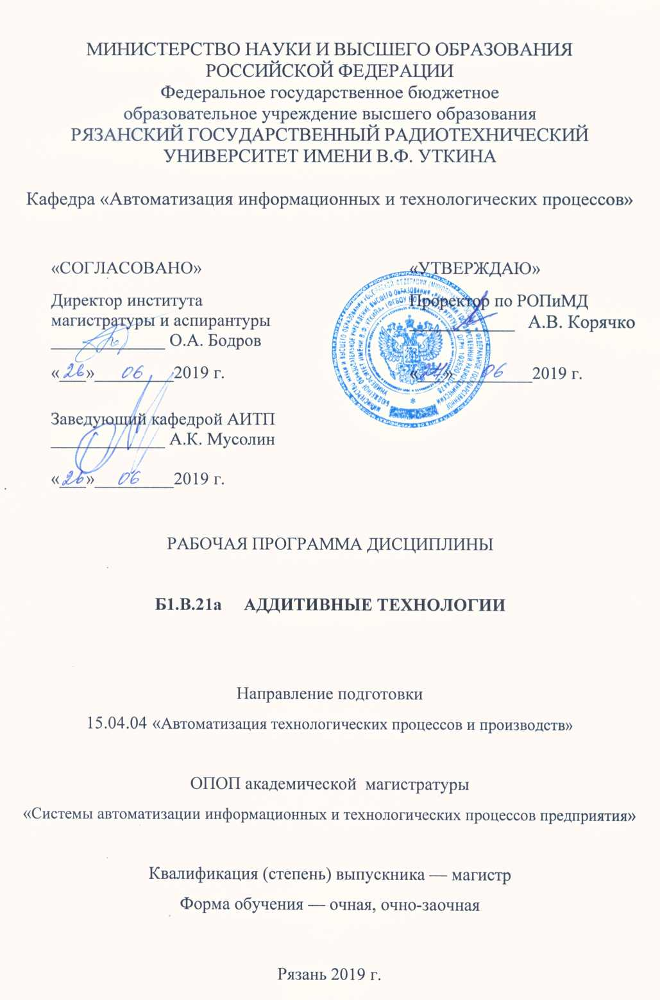 МИНИСТЕРСТВО НАУКИ И ВЫСШЕГО ОБРАЗОВАНИЯ
РОССИЙСКОЙ ФЕДЕРАЦИИ
Федеральное государственное бюджетное
образовательное учреждение высшего образования
РЯЗАНСКИЙ ГОСУДАРСТВЕННЫЙ РАДИОТЕХНИЧЕСКИЙ
УНИВЕРСИТЕТ ИМЕНИ В.Ф. УТКИНА
Кафедра «Автоматизация информационных и технологических процессов»
«СОГЛАСОВАНО»
Директор института
магистратуры и аспирантуры
_____________ О.А. Бодров
«26» 06 2019 г.
Заведующий кафедрой АИТП
_____________ А.К. Мусолин
«26» 06 2019 г.
«УТВЕРЖДАЮ»
Проректор по РОПиМД
____________ А.В. Корячко
« » 06 2019 г.
РАБОЧАЯ ПРОГРАММА ДИСЦИПЛИНЫ
Б1.В.21а АДДИТИВНЫЕ ТЕХНОЛОГИИ
Направление подготовки
15.04.04 «Автоматизация технологических процессов и производств»
ОПОП академической магистратуры
«Системы автоматизации информационных и технологических процессов предприятия»
Квалификация (степень) выпускника — магистр
Форма обучения — очная, очно-заочная
Рязань 2019 г.